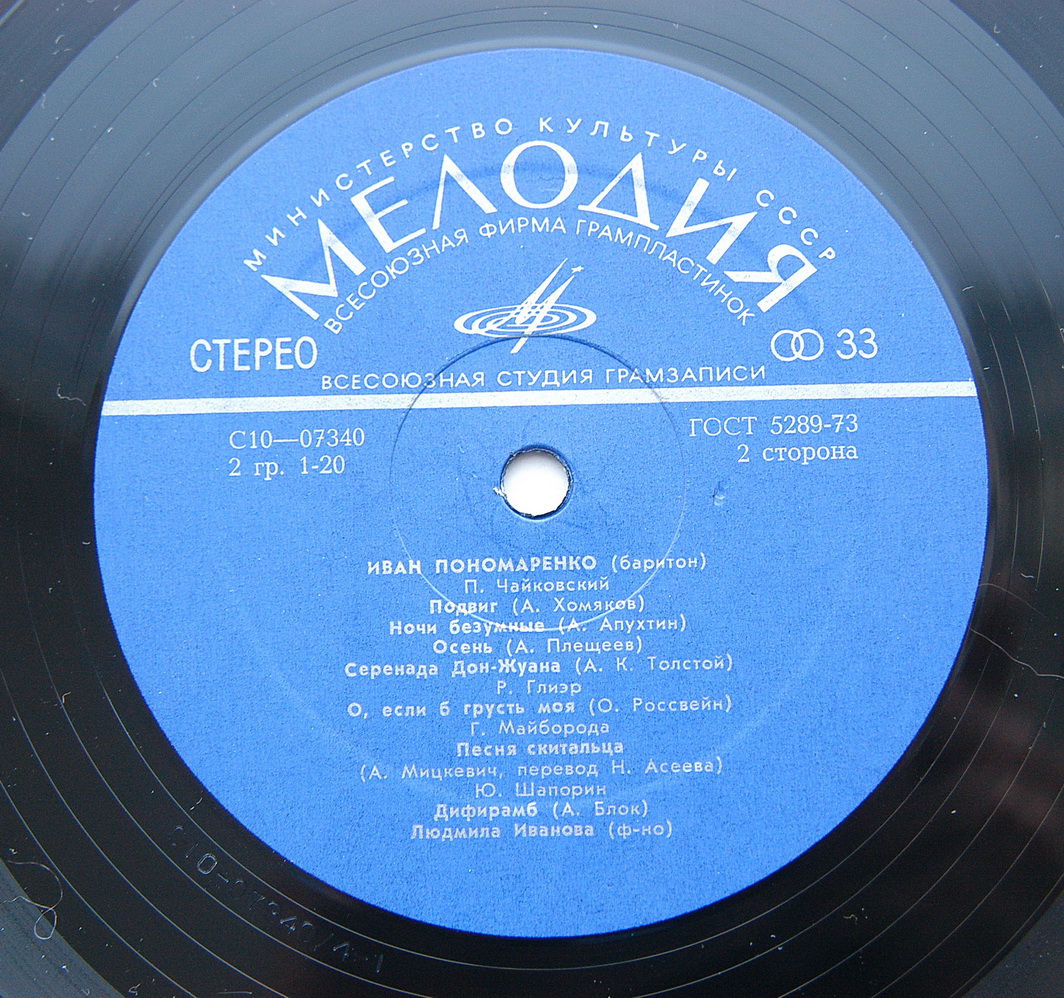 МИНИСТЕРСТВО КУЛЬТУРЫ СССР
МЕЛОДИЯ
ВСЕСОЮЗНАЯ ФИРМА ГРАМПЛАСТИНОК
СТЕРЕО
33
ВСЕСОЮЗНАЯ СТУДИЯ ГРАМЗАПИСИ
С10—07340
ГОСТ 5289-73
2 гр. 1-20
2 сторона
ИВАН ПОНОМАРЕНКО (баритон)
П. Чайковский
Подвиг (А. Хомяков)
Ночи безумные (А. Апухтин)
Осень (А. Плещеев)
Серенада Дон-Жуана (А. К. Толстой)
Р. Глиэр
О, если б грусть моя (О. Россвейн)
Г. Майборода
Песня скитальца
(А. Мицкевич, перевод Н. Асеева)
Ю. Шапорин
Дифирамб (А. Блок)
Людмила Иванова (ф-но)